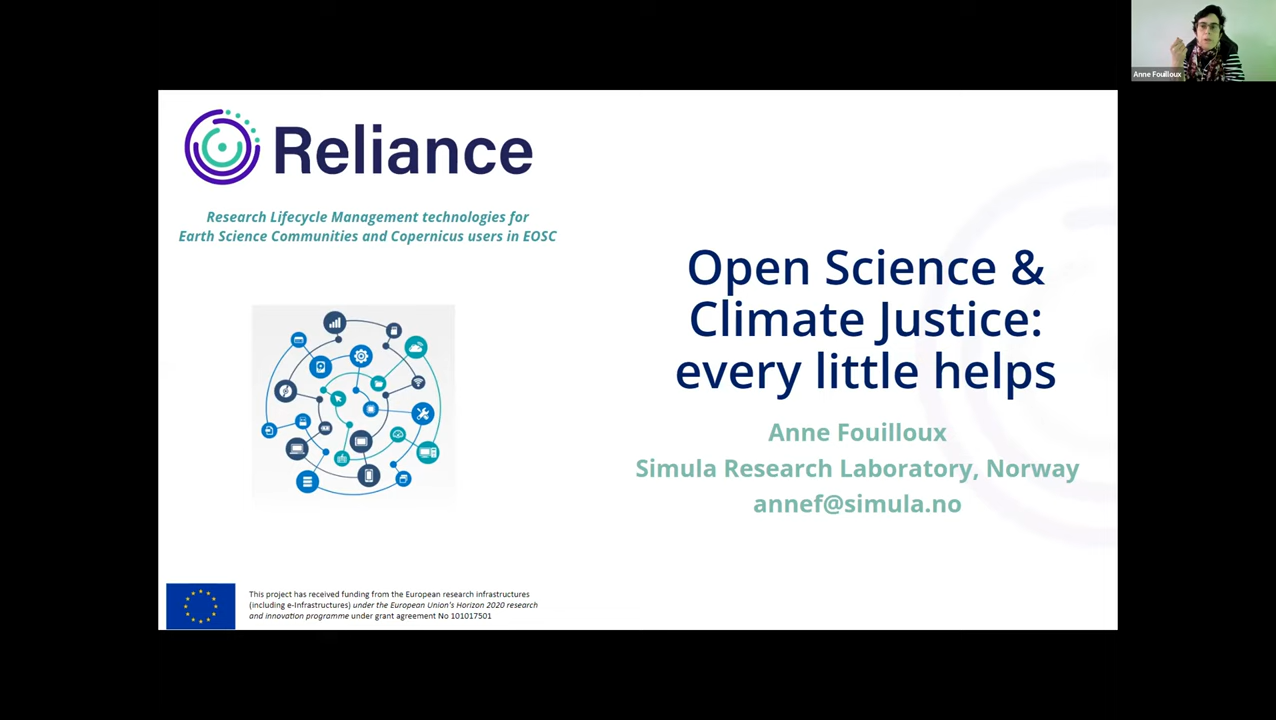 Anne Fouilloux
Reliance
Research Lifecycle Management technologies for
Earth Science Communities and Copernicus users in EOSC
Open Science &
Climate Justice:
every little helps
Anne Fouilloux
Simula Research Laboratory, Norway
annef@simula.no
This project has received funding from the European research infrastructures
(including e-Infrastructures) under the European Union's Horizon 2020 research
and innovation programme under grant agreement No 101017501